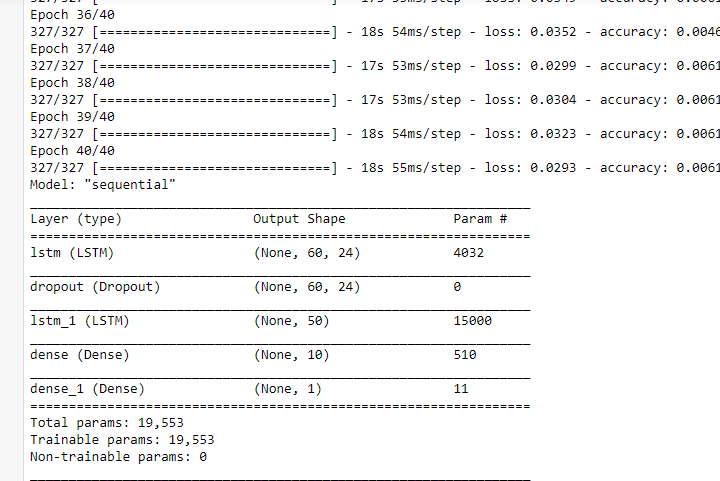 Epoch 36/40
327/327 [==============================] - 18s 54ms/step - loss: 0.0352 - accuracy: 0.0046
Epoch 37/40
327/327 [==============================] - 17s 53ms/step - loss: 0.0299 - accuracy: 0.0061
Epoch 38/40
327/327 [==============================] - 17s 53ms/step - loss: 0.0304 - accuracy: 0.0061
Epoch 39/40
327/327 [==============================] - 18s 54ms/step - loss: 0.0323 - accuracy: 0.0061
Epoch 40/40
327/327 [==============================] - 18s 55ms/step - loss: 0.0293 - accuracy: 0.0061
Model: "sequential"
_________________________________________________________________
Layer (type) Output Shape Param #
=================================================================
lstm (LSTM) (None, 60, 24) 4032
_________________________________________________________________
dropout (Dropout) (None, 60, 24) 0
_________________________________________________________________
lstm_1 (LSTM) (None, 50) 15000
_________________________________________________________________
dense (Dense) (None, 10) 510
_________________________________________________________________
dense_1 (Dense) (None, 1) 11
=================================================================
Total params: 19,553
Trainable params: 19,553
Non-trainable params: 0
_________________________________________________________________